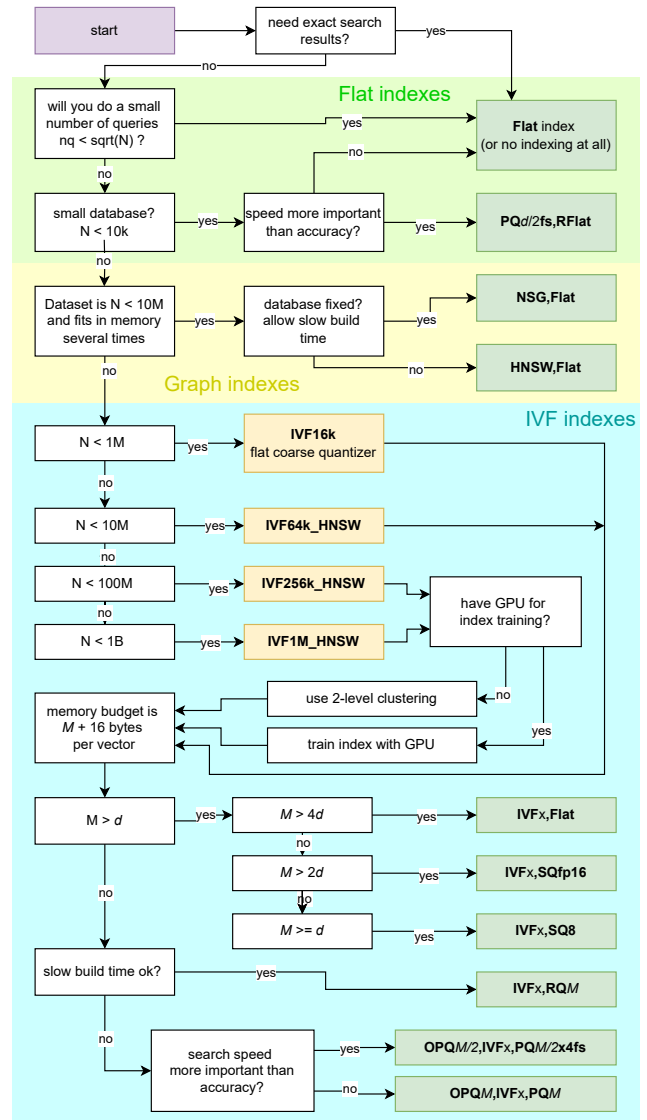 start
need exact search
results?
yes
no
Flat indexes
will you do a small
number of queries
nq < sqrt(N) ?
yes
Flat index
(or no indexing at all)
no
no
small database?
N < 10k
yes
speed more important
than accuracy?
yes
PQd/2fs,RFlat
no
Dataset is N < 10M
and fits in memory
several times
yes
database fixed?
allow slow build
time
yes
NSG,Flat
no
HNSW,Flat
no
Graph indexes
IVF indexes
N < 1M
yes
IVF16k
flat coarse quantizer
no
N < 10M
yes
IVF64k_HNSW
no
N < 100M
yes
IVF256k_HNSW
have GPU for
index training?
no
N < 1B
yes
IVF1M_HNSW
no
yes
use 2-level clustering
memory budget is
M + 16 bytes
per vector
train index with GPU
M > d
yes
M > 4d
yes
IVFx,Flat
no
M > 2d
yes
IVFx,SQfp16
no
no
M >= d
yes
IVFx,SQ8
slow build time ok?
yes
IVFx,RQM
no
search speed
more important than
accuracy?
yes
OPQM/2,IVFx,PQM/2x4fs
no
OPQM,IVFx,PQM